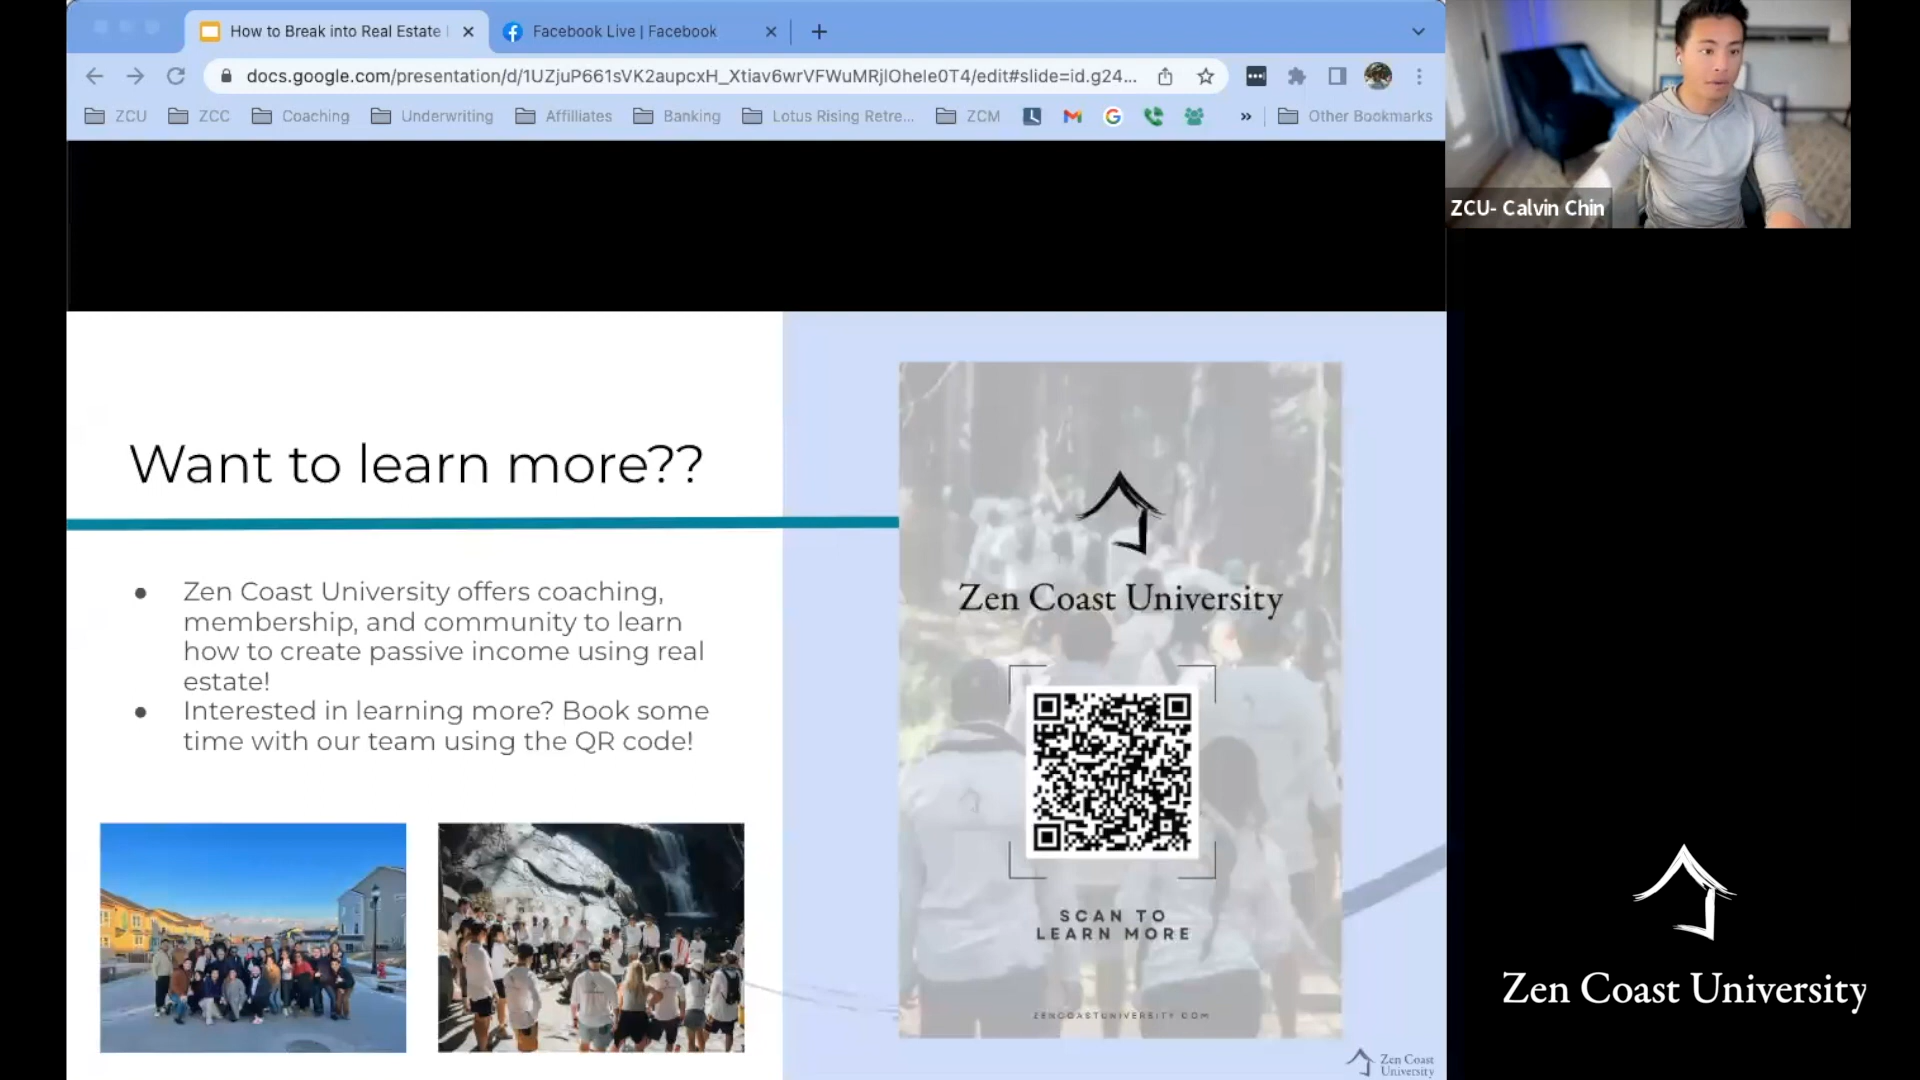 How to Break into Real Estate
Facebook Live | Facebook
docs.google.com/presentation/d/1UZjuP661sVK2aupcxH_Xtiav6wrVFWuMRjlOhele0T4/edit#slide=id.g24...
ZCU
ZCC
Coaching
Underwriting
Affilliates
Banking
Lotus Rising Retre...
ZCM
»
Other Bookmarks
ZCU- Calvin Chin
Want to learn more??
● Zen Coast University offers coaching,
membership, and community to learn
how to create passive income using real
estate!
● Interested in learning more? Book some
time with our team using the QR code!
Zen Coast University
SCAN TO
LEARN MORE
ZENCOASTUNIVERSITY.COM
Zen Coast
University
Zen Coast University